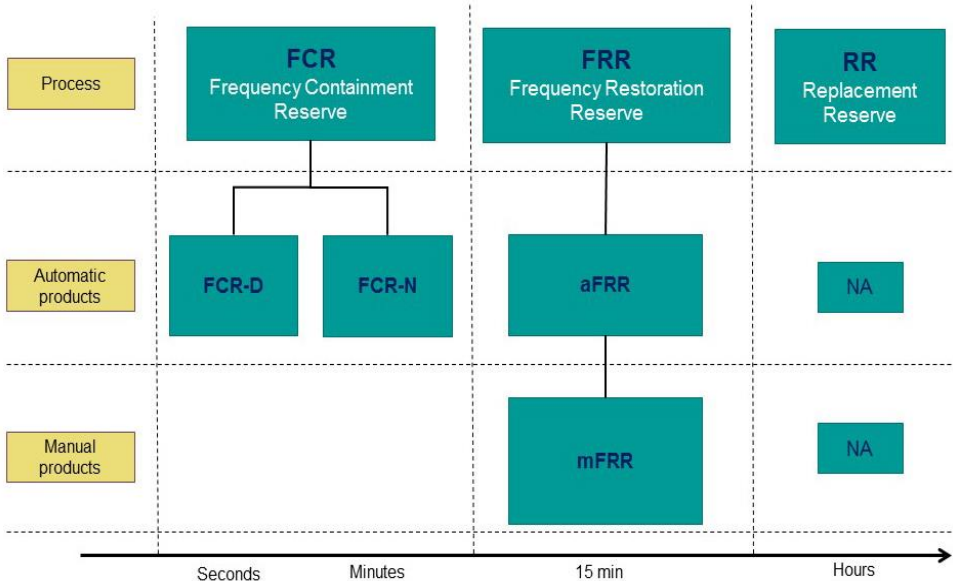 Process
FCR
Frequency Containment
Reserve
FRR
Frequency Restoration
Reserve
RR
Replacement
Reserve
Automatic
products
FCR-D
FCR-N
aFRR
NA
Manual
products
mFRR
NA
Seconds
Minutes
15 min
Hours